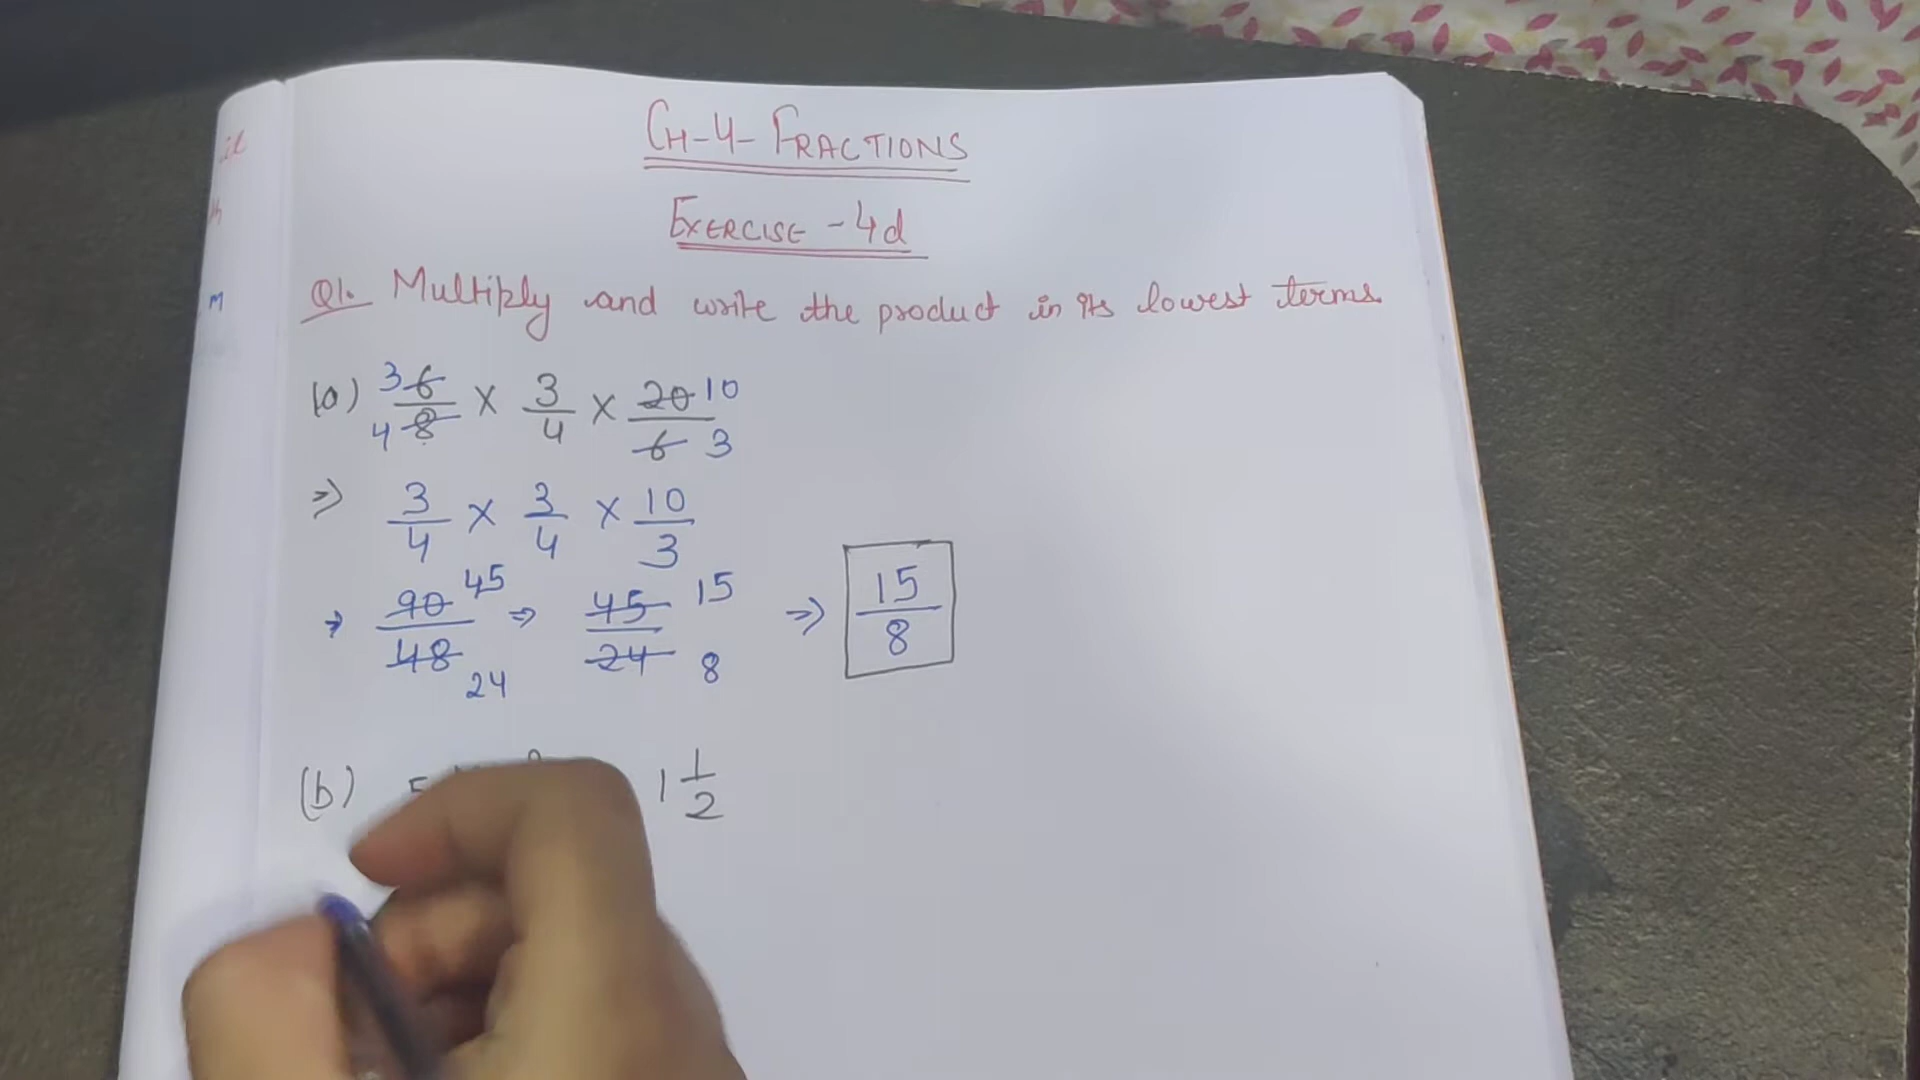 CH-4- FRACTIONS
EXERCISE - 4d
Q1. Multiply and write the product in its lowest terms.
(a) 3 6/8 4 × 3/4 × 20/6 10 3
⇒ 3/4 × 3/4 × 10/3
→ 90/48 45 24 ⇒ 45/24 15 8 ⇒ 15/8
(b) 5 1 1/2
M